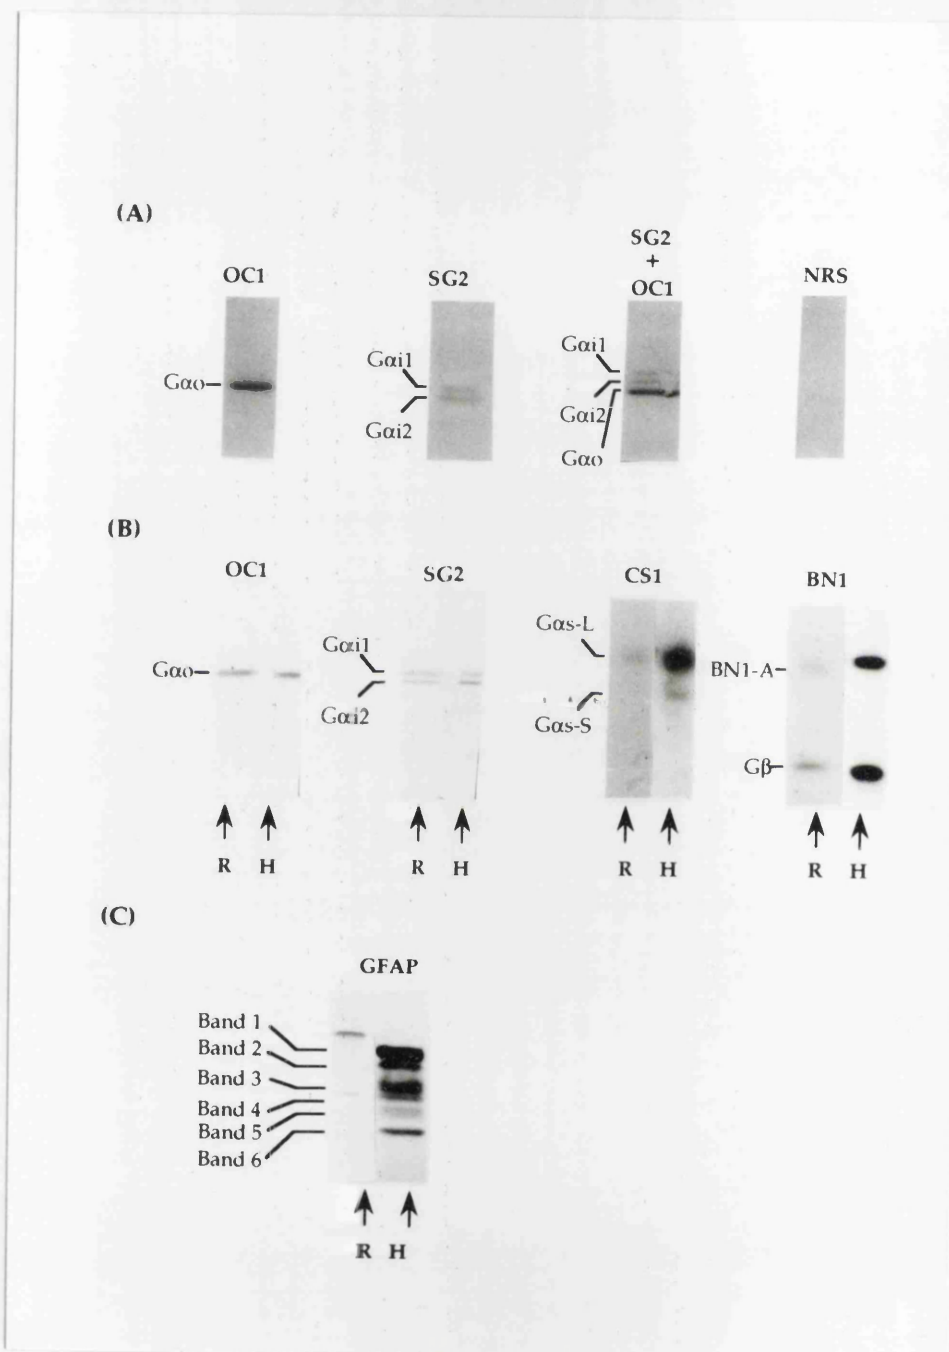 (A)
OC1
SG2
SG2
+
OC1
NRS
Gαo
Gαi1
Gαi2
Gαi1
Gαi2
Gαo
(B)
OC1
SG2
CS1
BN1
Gαo
Gαi1
Gαi2
Gαs-L
Gαs-S
BN1-A
Gβ
R H
R H
R H
R H
(C)
GFAP
Band 1
Band 2
Band 3
Band 4
Band 5
Band 6
R H